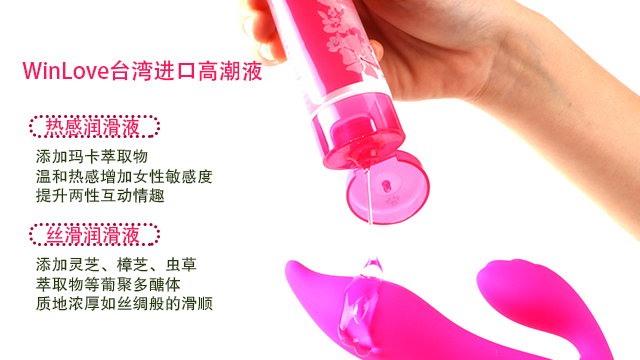 WinLove台湾进口高潮液
热感润滑液
添加玛卡萃取物
温和热感增加女性敏感度
提升两性互动情趣
丝滑润滑液
添加灵芝、樟芝、虫草
萃取物等葡聚多醣体
质地浓厚如丝绸般的滑顺